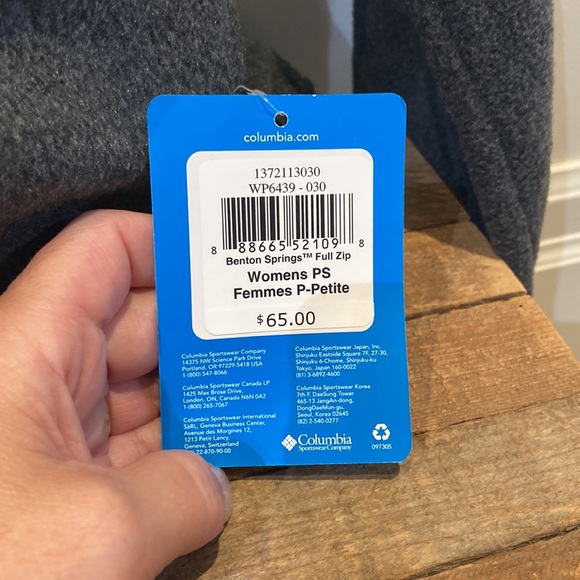 columbia.com
1372113030
WP6439 - 030
8 88665 52109 8
Benton Springs™ Full Zip
Womens PS
Femmes P-Petite
$65.00
Columbia Sportswear Company
14375 NW Science Park Drive
Portland, OR 97229-5418 USA
1-(800) 547-8066
Columbia Sportswear Canada LP
1425 Max Brose Drive,
London, ON, Canada N6N 0A2
1-(800) 265-7067
Columbia Sportswear International
SàRL, Geneva Business Center,
Avenue des Morgines 12,
1213 Petit-Lancy,
Geneva, Switzerland
22-870-90-00
Columbia Sportswear Japan, Inc.
Shinjuku Eastside Square 7F, 27-30,
Shinjuku 6-Chome, Shinjuku-ku
Tokyo, Japan 160-0022
(81) 3-6892-4600
Columbia Sportswear Korea
7th F. DaeSung Tower
465-13 JangAn-dong,
DongDaeMun-gu,
Seoul, Korea 02645
(82) 2-540-0277
Columbia
Sportswear Company
097305